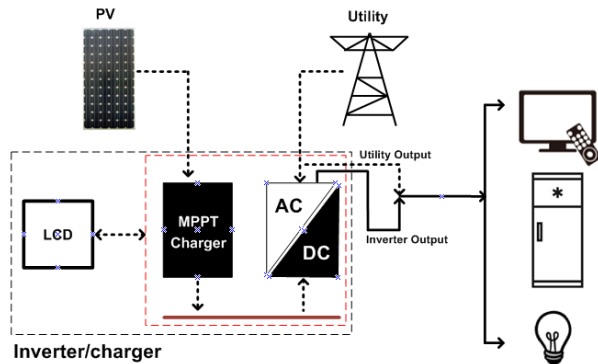 PV
Utility
Utility Output
LCD
MPPT
Charger
AC
DC
Inverter Output
Inverter/charger